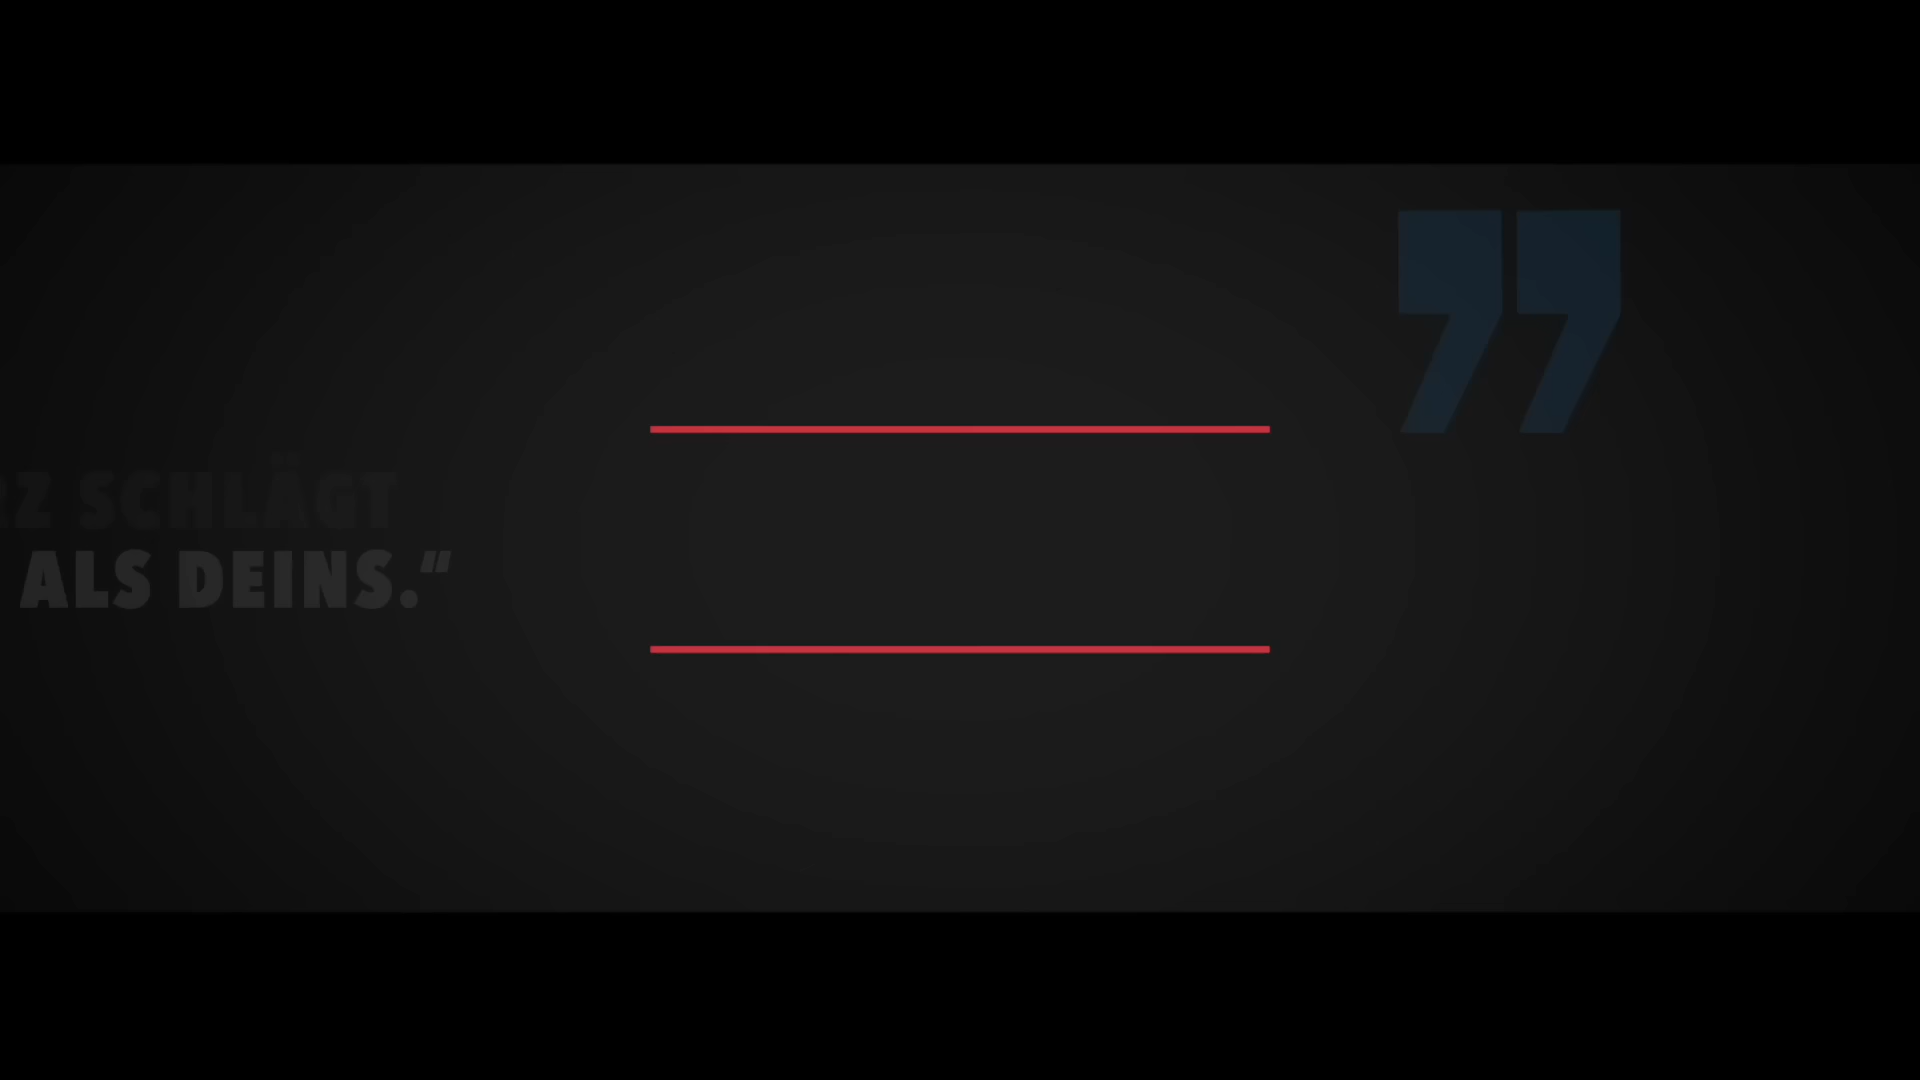 SCHLÄGT
ALS DEINS.“
”